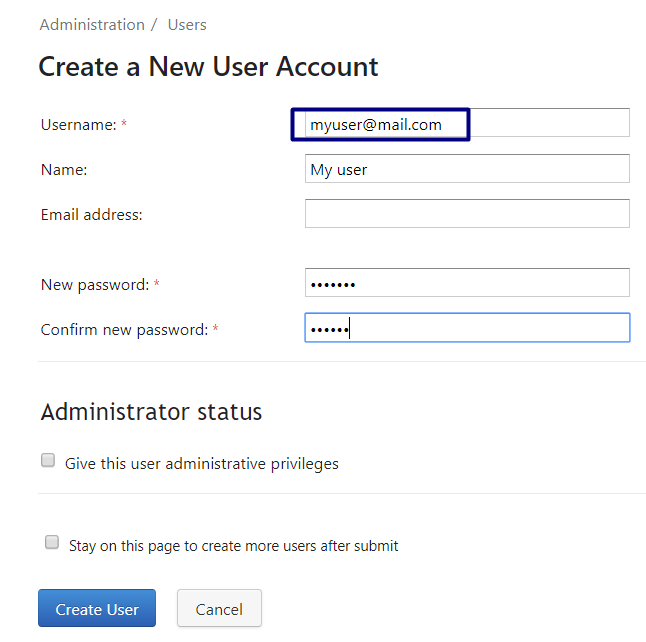 Administration / Users
Create a New User Account
Username: * myuser@mail.com
Name: My user
Email address:
New password: * •••••••
Confirm new password: * ••••••
Administrator status
Give this user administrative privileges
Stay on this page to create more users after submit
Create User Cancel